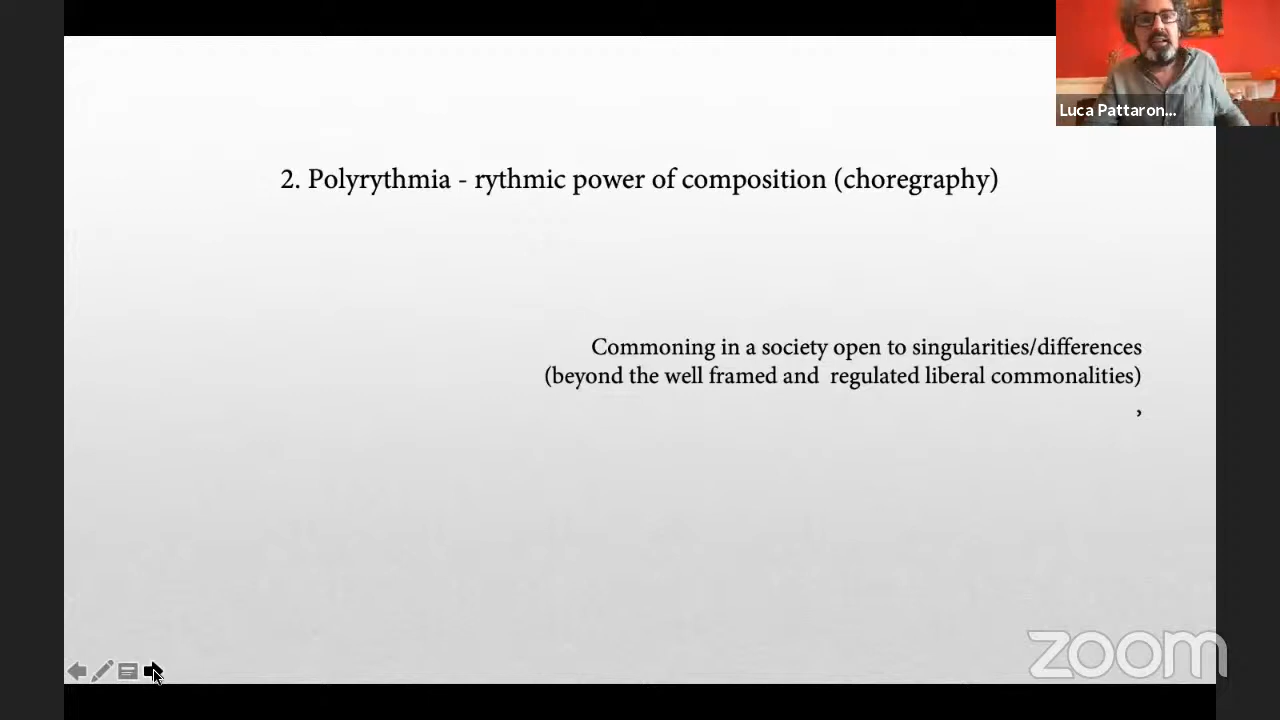 Luca Pattaron...
2. Polyrythmia - rythmic power of composition (choregraphy)
Commoning in a society open to singularities/differences
(beyond the well framed and  regulated liberal commonalities)
,
zoom